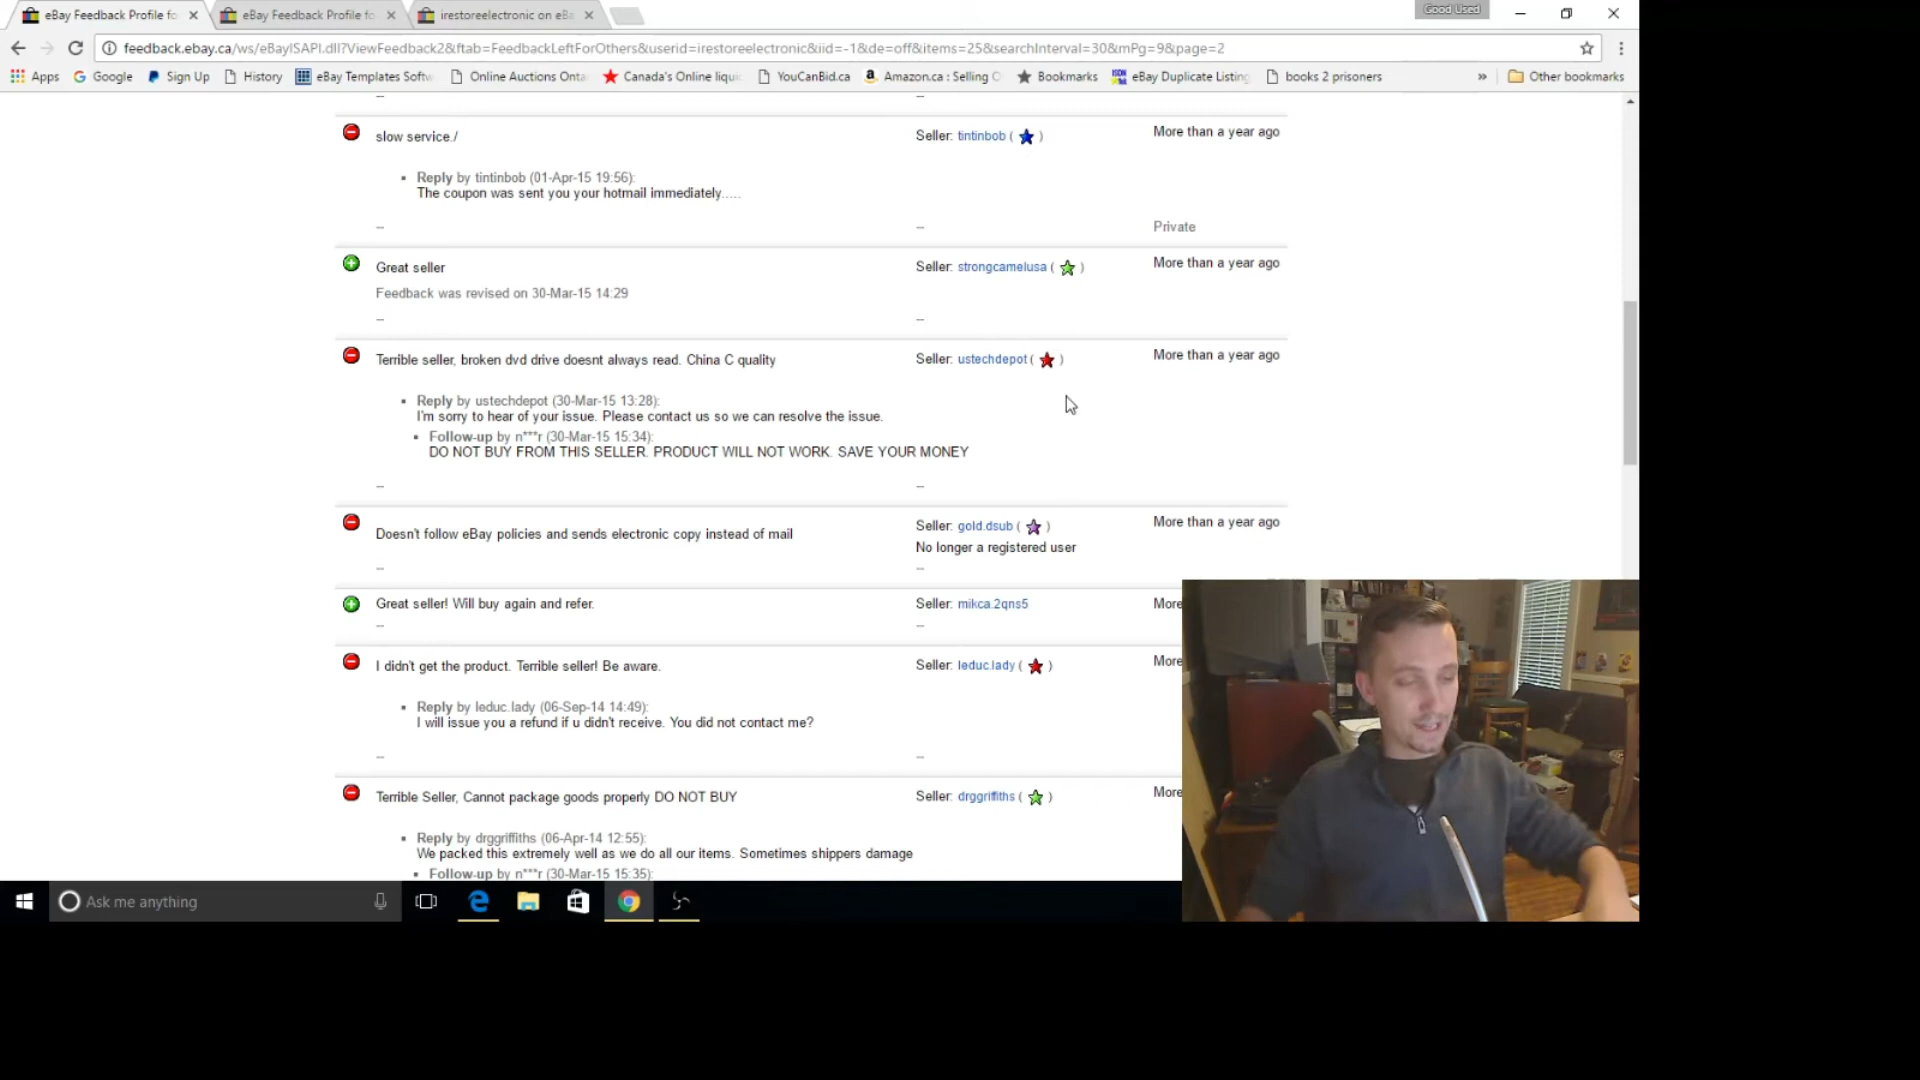 eBay Feedback Profile fo
eBay Feedback Profile fo
irestoreelectronic on eBa
Good Used
feedback.ebay.ca/ws/eBayISAPI.dll?ViewFeedback2&ftab=FeedbackLeftForOthers&userid=irestoreelectronic&iid=-1&de=off&items=25&searchInterval=30&mPg=9&page=2
Apps Google Sign Up History eBay Templates Softw Online Auctions Onta Canada's Online liqui YouCanBid.ca Amazon.ca : Selling C Bookmarks eBay Duplicate Listing books 2 prisoners » Other bookmarks
-- --
slow service./ Seller: tintinbob ( ) More than a year ago
Reply by tintinbob (01-Apr-15 19:56):
The coupon was sent you your hotmail immediately.....
-- -- Private
Great seller Seller: strongcamelusa ( ) More than a year ago
Feedback was revised on 30-Mar-15 14:29
-- --
Terrible seller, broken dvd drive doesnt always read. China C quality Seller: ustechdepot ( ) More than a year ago
Reply by ustechdepot (30-Mar-15 13:28):
I'm sorry to hear of your issue. Please contact us so we can resolve the issue.
Follow-up by n***r (30-Mar-15 15:34):
DO NOT BUY FROM THIS SELLER. PRODUCT WILL NOT WORK. SAVE YOUR MONEY
-- --
Doesn't follow eBay policies and sends electronic copy instead of mail Seller: gold.dsub ( ) More than a year ago
No longer a registered user
-- --
Great seller! Will buy again and refer. Seller: mikca.2qns5 More
-- --
I didn't get the product. Terrible seller! Be aware. Seller: leduc.lady ( ) More
Reply by leduc.lady (06-Sep-14 14:49):
I will issue you a refund if u didn't receive. You did not contact me?
-- --
Terrible Seller, Cannot package goods properly DO NOT BUY Seller: drggriffiths ( ) More
Reply by drggriffiths (06-Apr-14 12:55):
We packed this extremely well as we do all our items. Sometimes shippers damage
Follow-up by n***r (30-Mar-15 15:35):
Ask me anything